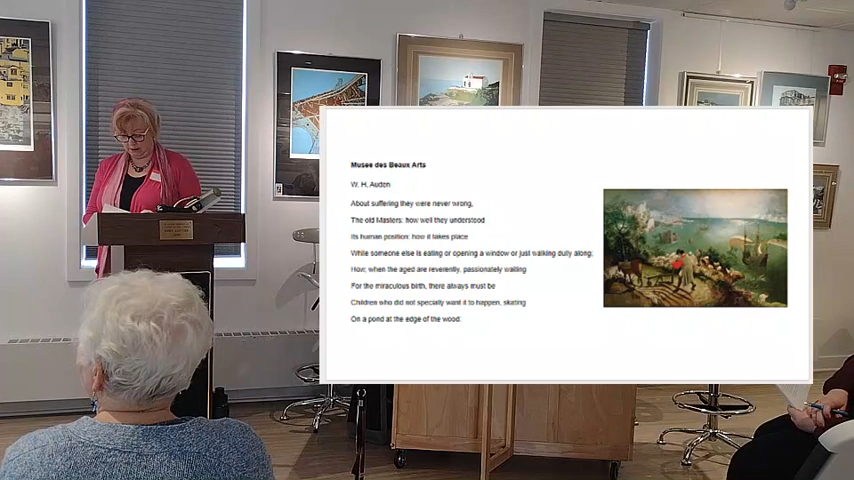 Musee des Beaux Arts
W. H. Auden
About suffering they were never wrong,
The old Masters: how well they understood
Its human position: how it takes place
While someone else is eating or opening a window or just walking dully along;
How, when the aged are reverently, passionately waiting
For the miraculous birth, there always must be
Children who did not specially want it to happen, skating
On a pond at the edge of the wood: